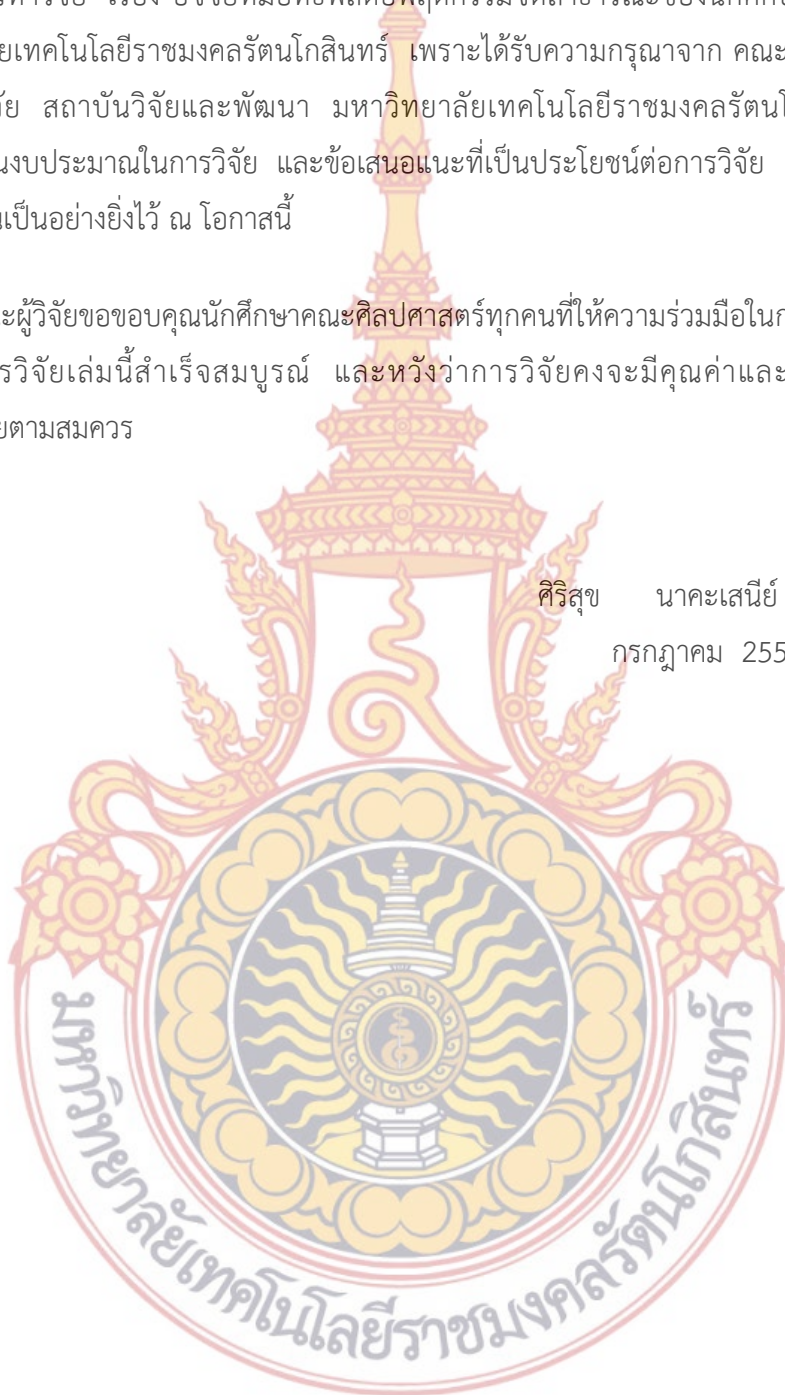 ยเทคโนโลยีราชมงคลรัตนโกสินทร์ เพราะได้รับความกรุณาจาก คณะ
วัย สถาบันวิจัยและพัฒนา มหาวิทยาลัยเทคโนโลยีราชมงคลรัตนโ
นงบประมาณในการวิจัย และข้อเสนอแนะที่เป็นประโยชน์ต่อการวิจัย
นเป็นอย่างยิ่งไว้ ณ โอกาสนี้
ะผู้วิจัยขอขอบคุณนักศึกษาคณะศิลปศาสตร์ทุกคนที่ให้ความร่วมมือในก
รวิจัยเล่มนี้สำเร็จสมบูรณ์ และหวังว่าการวิจัยคงจะมีคุณค่าและ
ยตามสมควร
ศิริสุข นาคะเสนีย์
กรกฎาคม 255
มหาวิทยาลัยเทคโนโลยีราชมงคลรัตนโกสินทร์